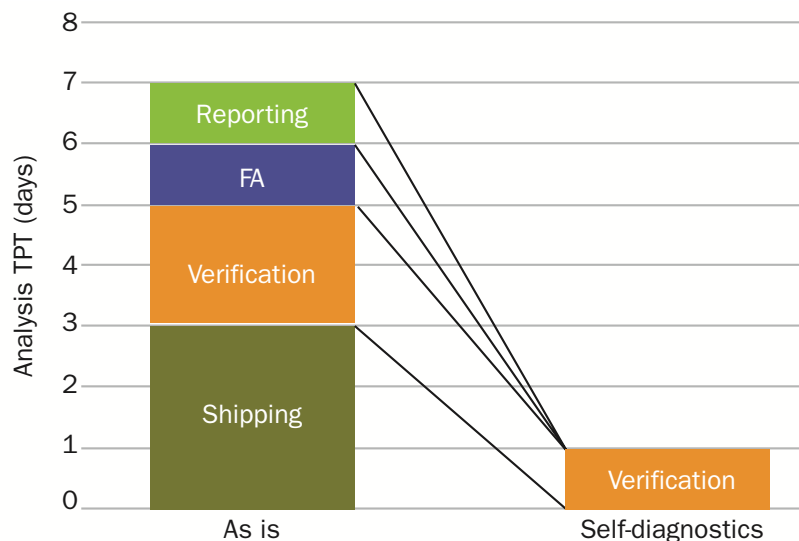 Analysis TPT (days)
8
7
6
5
4
3
2
1
0
Reporting
FA
Verification
Shipping
Verification
As is
Self-diagnostics